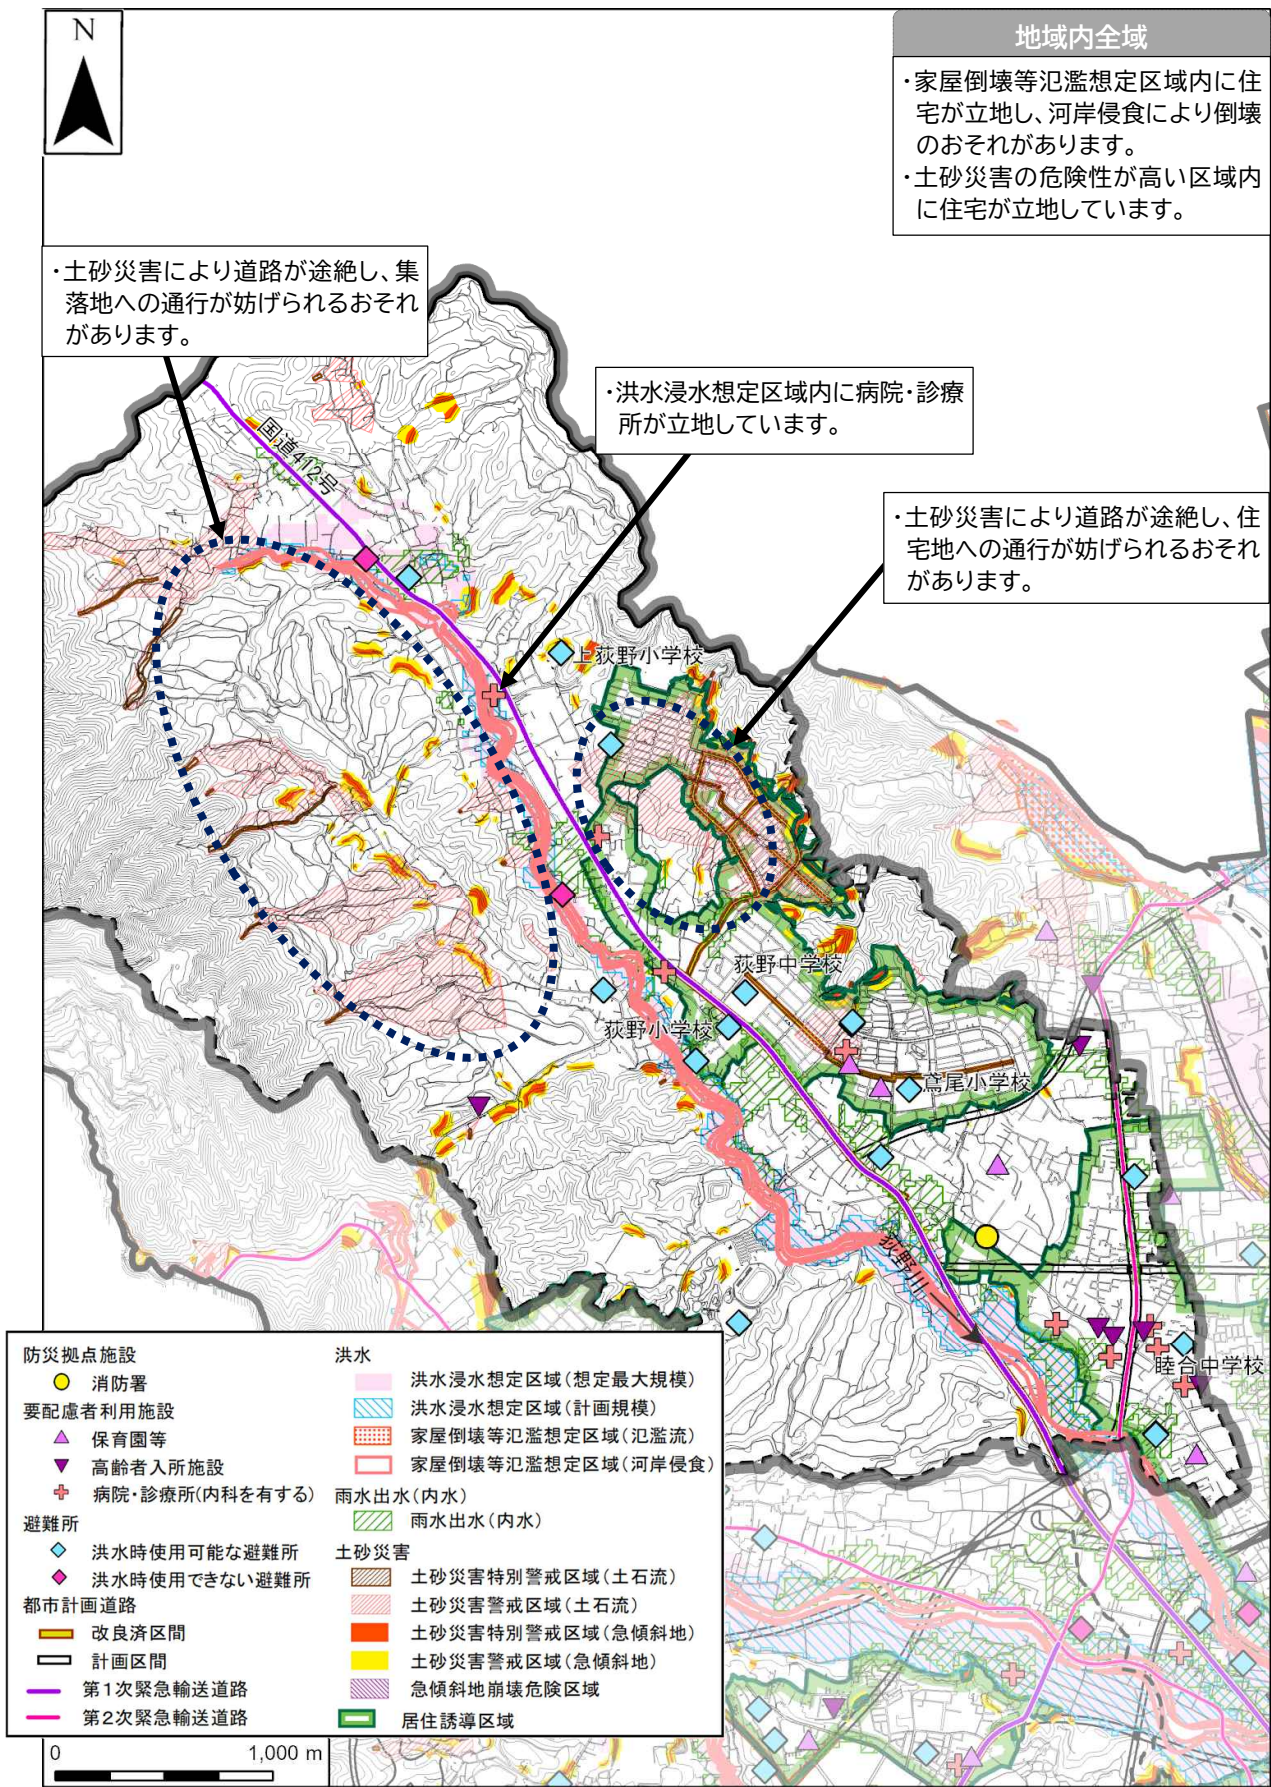 N
地域内全域
・家屋倒壊等氾濫想定区域内に住
宅が立地し、河岸侵食により倒壊
のおそれがあります。
・土砂災害の危険性が高い区域内
に住宅が立地しています。
・土砂災害により道路が途絶し、集
落地への通行が妨げられるおそれ
があります。
・洪水浸水想定区域内に病院・診療
所が立地しています。
・土砂災害により道路が途絶し、住
宅地への通行が妨げられるおそれ
があります。
国道412号
上荻野小学校
荻野中学校
荻野小学校
鳶尾小学校
荻野川
睦合中学校
防災拠点施設
消防署
要配慮者利用施設
保育園等
高齢者入所施設
病院・診療所(内科を有する)
避難所
洪水時使用可能な避難所
洪水時使用できない避難所
都市計画道路
改良済区間
計画区間
第1次緊急輸送道路
第2次緊急輸送道路
洪水
洪水浸水想定区域(想定最大規模)
洪水浸水想定区域(計画規模)
家屋倒壊等氾濫想定区域(氾濫流)
家屋倒壊等氾濫想定区域(河岸侵食)
雨水出水(内水)
雨水出水(内水)
土砂災害
土砂災害特別警戒区域(土石流)
土砂災害警戒区域(土石流)
土砂災害特別警戒区域(急傾斜地)
土砂災害警戒区域(急傾斜地)
急傾斜地崩壊危険区域
居住誘導区域
0 1,000 m